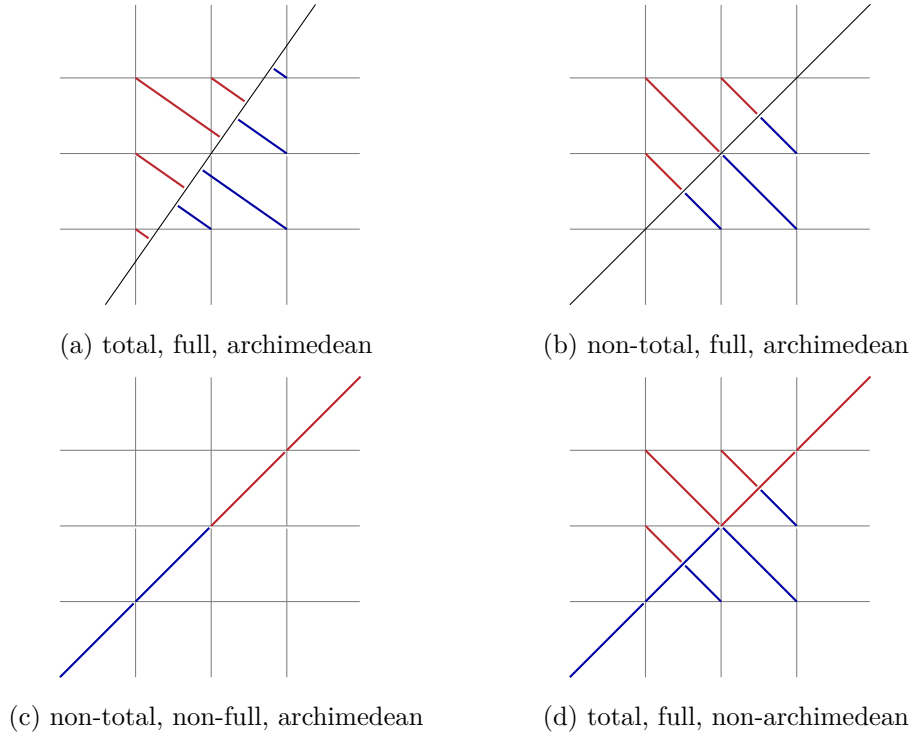 (a) total, full, archimedean
(b) non-total, full, archimedean
(c) non-total, non-full, archimedean
(d) total, full, non-archimedean